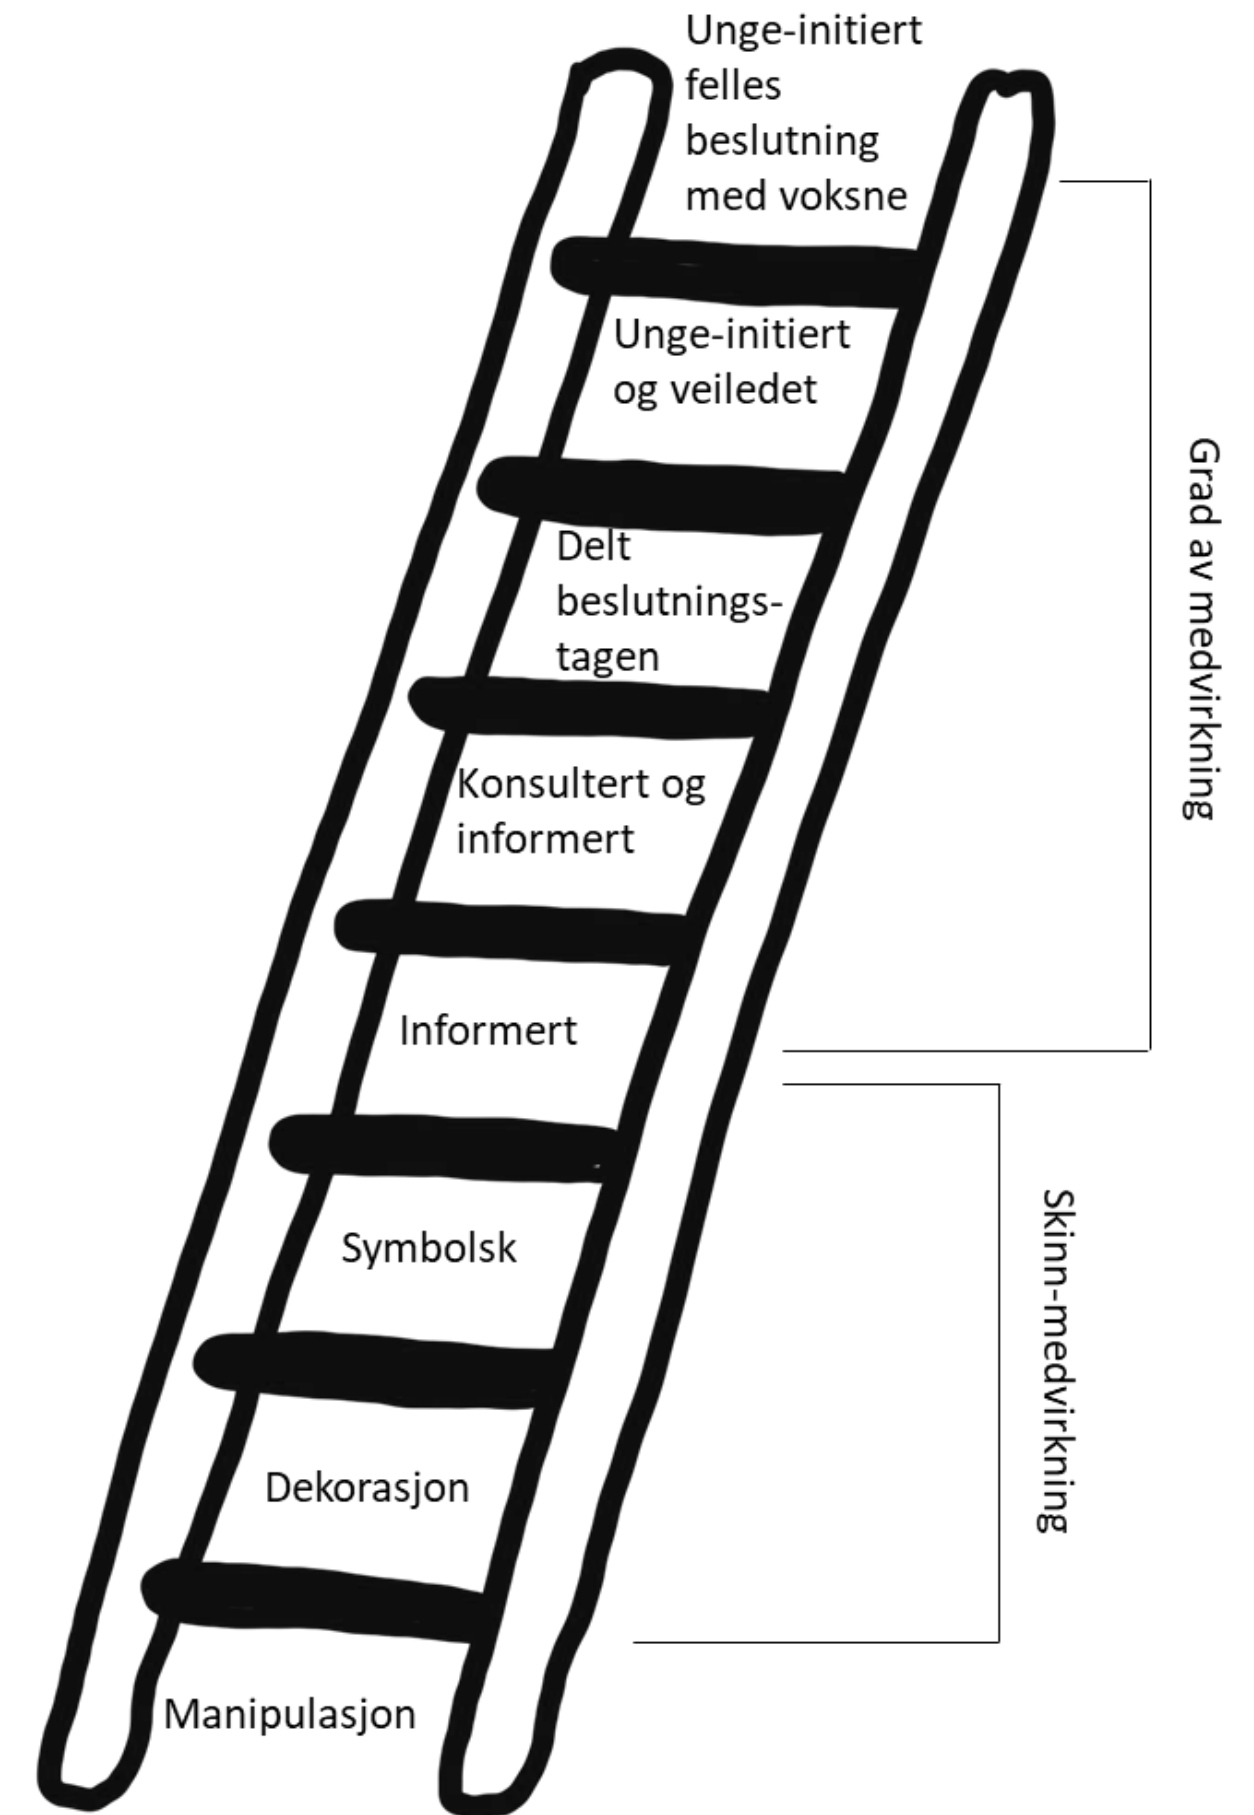 Unge-initiert
felles
beslutning
med voksne
Unge-initiert
og veiledet
Delt
beslutnings-
tagen
Konsultert og
informert
Informert
Symbolsk
Dekorasjon
Manipulasjon
Grad av medvirkning
Skinn-medvirkning